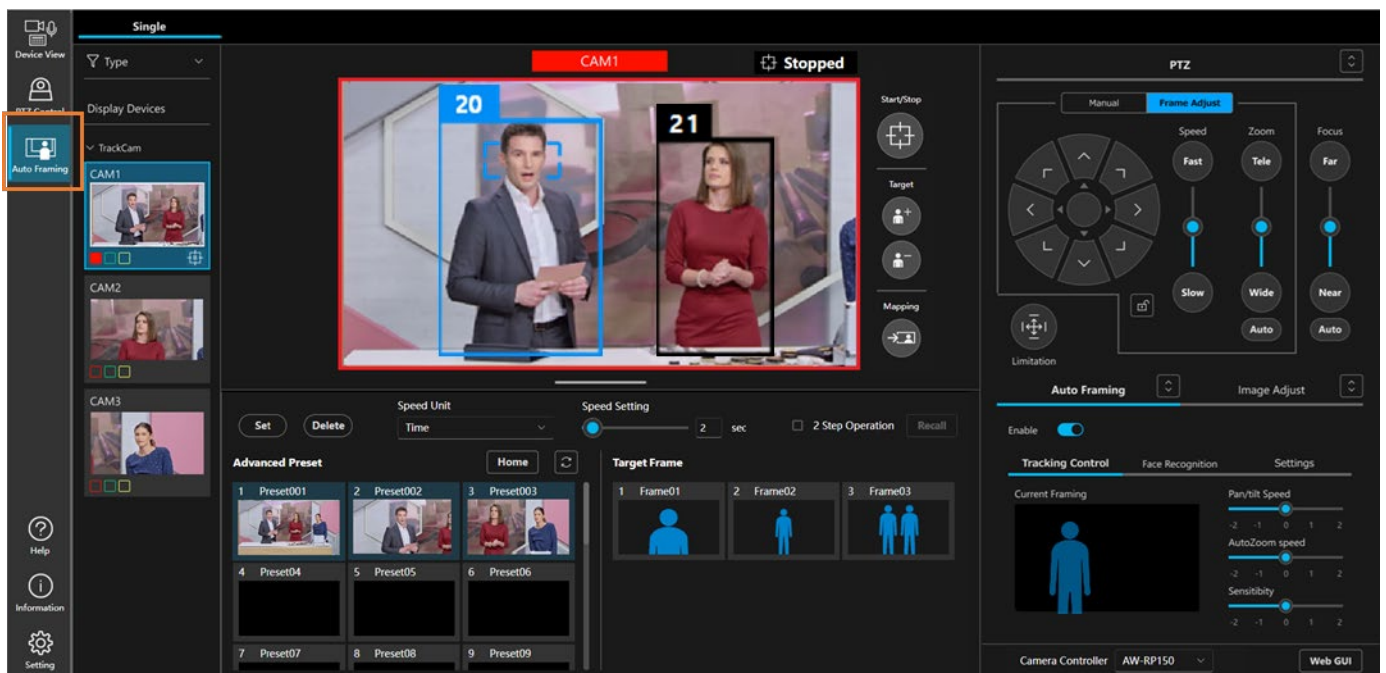 Device View
PTZ Control
Auto Framing
Help
Information
Setting
Single
Type
Display Devices
TrackCam
CAM1
CAM2
CAM3
CAM1
Stopped
20
21
Start/Stop
Target
Mapping
Set
Delete
Speed Unit
Time
Speed Setting
2 sec
2 Step Operation
Recall
Advanced Preset
Home
1 Preset001
2 Preset002
3 Preset003
4 Preset04
5 Preset05
6 Preset06
7 Preset07
8 Preset08
9 Preset09
Target Frame
1 Frame01
2 Frame02
3 Frame03
PTZ
Manual
Frame Adjust
Speed
Zoom
Focus
Fast
Tele
Far
Slow
Wide
Near
Auto
Auto
Limitation
Auto Framing
Image Adjust
Enable
Tracking Control
Face Recognition
Settings
Current Framing
Pan/tilt Speed
-2 -1 0 1 2
AutoZoom speed
-2 -1 0 1 2
Sensitibity
-2 -1 0 1 2
Camera Controller
AW-RP150
Web GUI